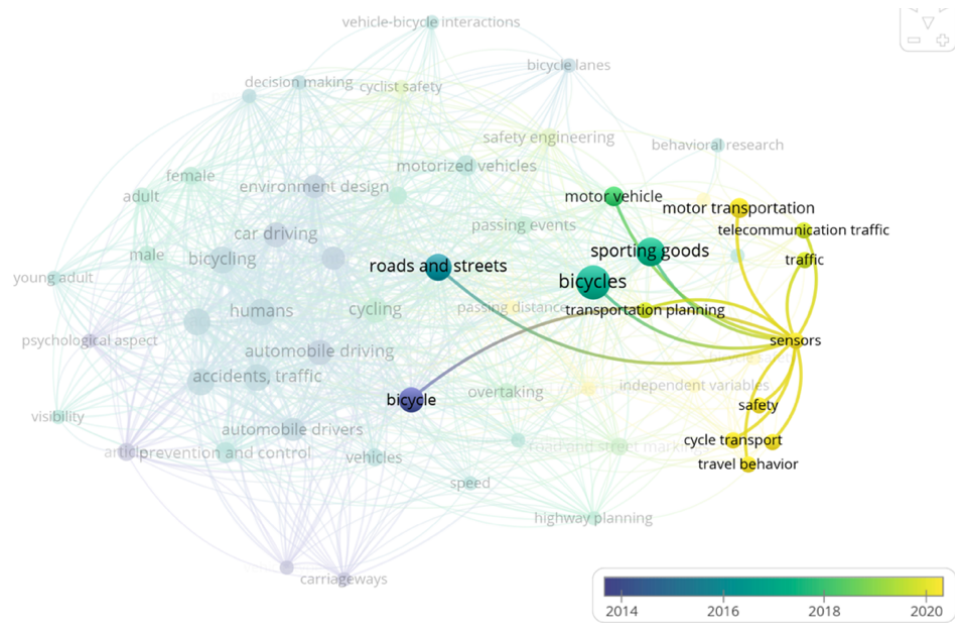 vehicle-bicycle interactions
bicycle lanes
decision making
cyclist safety
safety engineering
behavioral research
motorized vehicles
female
environment design
adult
motor vehicle
motor transportation
passing events
telecommunication traffic
car driving
sporting goods
male
bicycling
traffic
roads and streets
young adult
bicycles
humans
cycling
passing distance
transportation planning
psychological aspect
sensors
automobile driving
accidents, traffic
independent variables
overtaking
bicycle
safety
visibility
automobile drivers
cycle transport
road and street markings
prevention and control
vehicles
travel behavior
speed
highway planning
carriageways
2014
2016
2018
2020